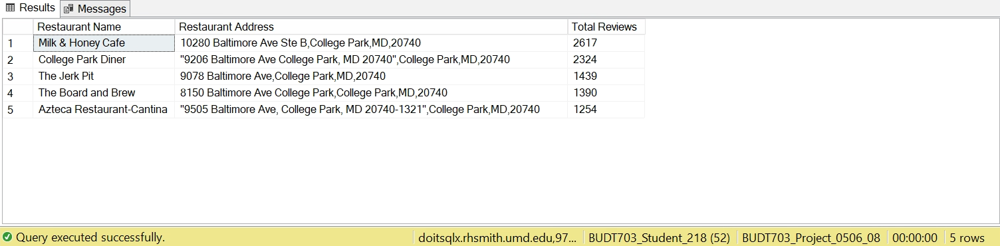 Results Messages
Restaurant Name Restaurant Address Total Reviews
1 Milk & Honey Cafe 10280 Baltimore Ave Ste B,College Park,MD,20740 2617
2 College Park Diner "9206 Baltimore Ave College Park, MD 20740",College Park,MD,20740 2324
3 The Jerk Pit 9078 Baltimore Ave,College Park,MD,20740 1439
4 The Board and Brew 8150 Baltimore Ave College Park,College Park,MD,20740 1390
5 Azteca Restaurant-Cantina "9505 Baltimore Ave, College Park, MD 20740-1321",College Park,MD,20740 1254
Query executed successfully. doitsqlx.rhsmith.umd.edu,97... BUDT703_Student_218 (52) BUDT703_Project_0506_08 00:00:00 5 rows